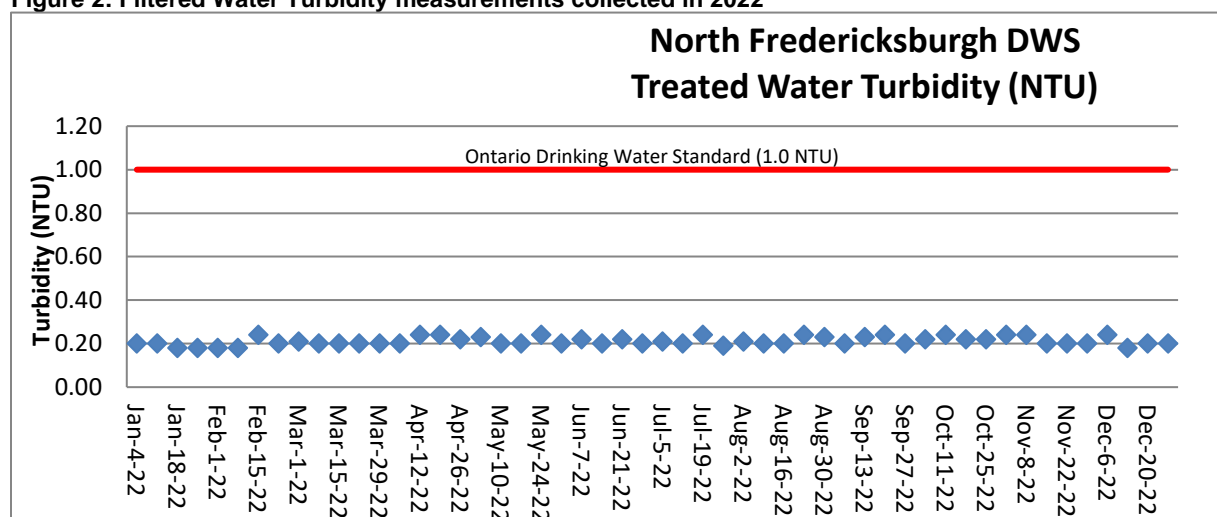 Figure 2. Filtered Water Turbidity measurements collected in 2022
North Fredericksburgh DWS
Treated Water Turbidity (NTU)
Turbidity (NTU)
1.20
1.00
0.80
0.60
0.40
0.20
0.00
Ontario Drinking Water Standard (1.0 NTU)
Jan-4-22
Jan-18-22
Feb-1-22
Feb-15-22
Mar-1-22
Mar-15-22
Mar-29-22
Apr-12-22
Apr-26-22
May-10-22
May-24-22
Jun-7-22
Jun-21-22
Jul-5-22
Jul-19-22
Aug-2-22
Aug-16-22
Aug-30-22
Sep-13-22
Sep-27-22
Oct-11-22
Oct-25-22
Nov-8-22
Nov-22-22
Dec-6-22
Dec-20-22